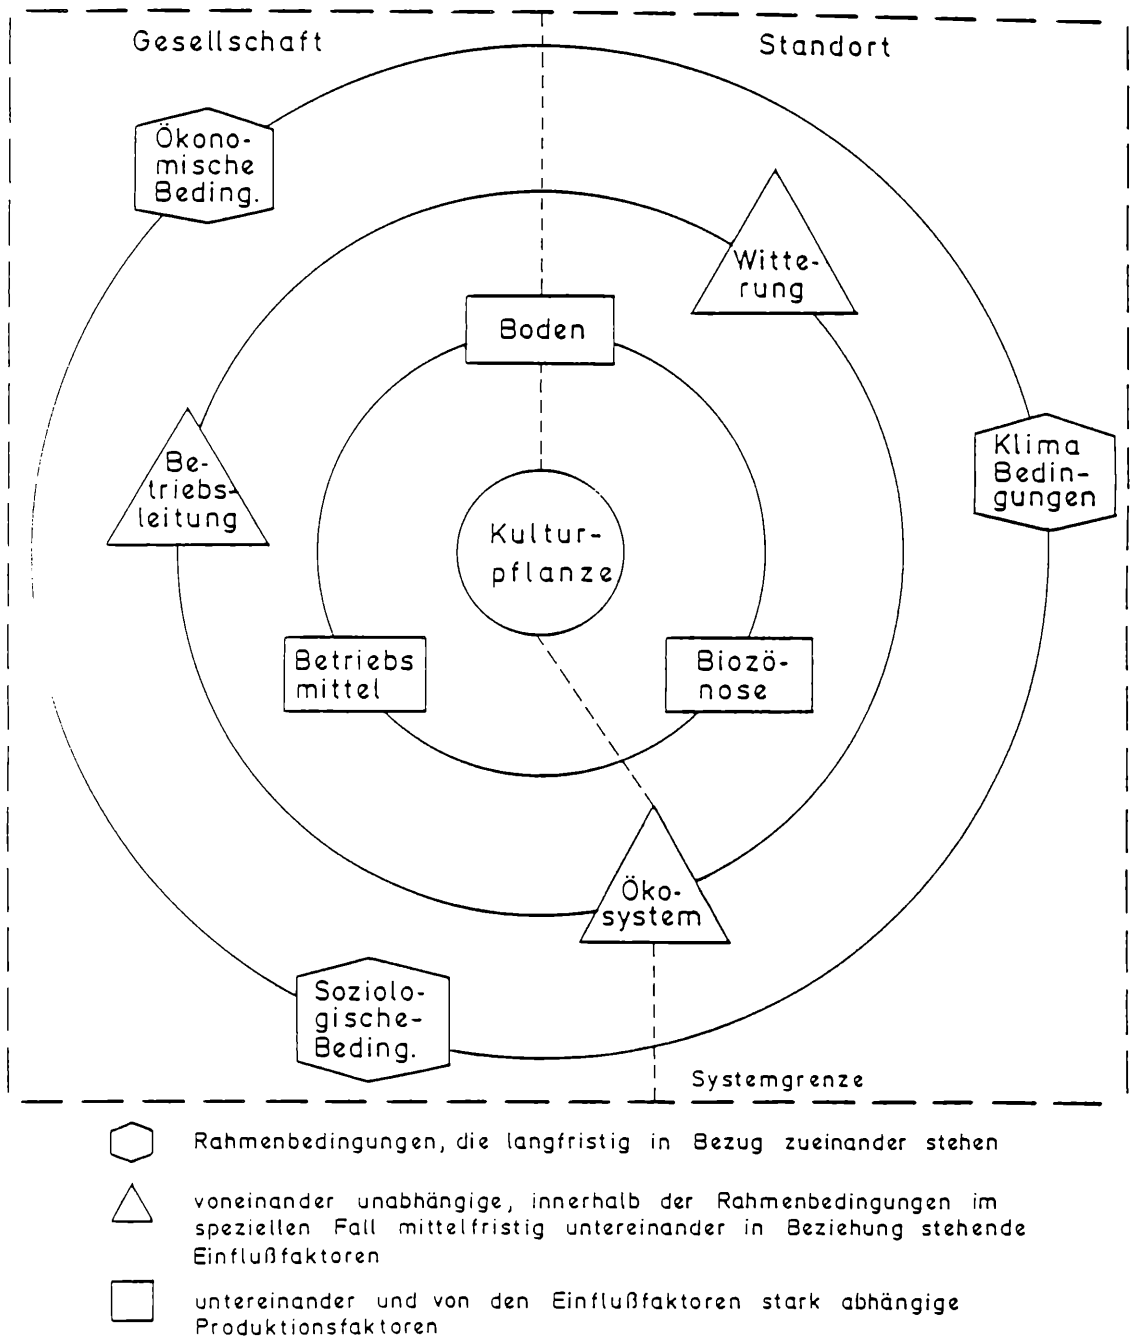 Gesellschaft
Standort
Ökono-
mische
Beding.
Witte-
rung
Boden
Klima
Bedin-
gungen
Be-
triebs-
leitung
Kultur-
pflanze
Betriebs
mittel
Biozö-
nose
Öko-
system
Soziolo-
gische-
Beding.
Systemgrenze
Rahmenbedingungen, die langfristig in Bezug zueinander stehen
voneinander unabhängige, innerhalb der Rahmenbedingungen im
speziellen Fall mittelfristig untereinander in Beziehung stehende
Einflußfaktoren
untereinander und von den Einflußfaktoren stark abhängige
Produktionsfaktoren